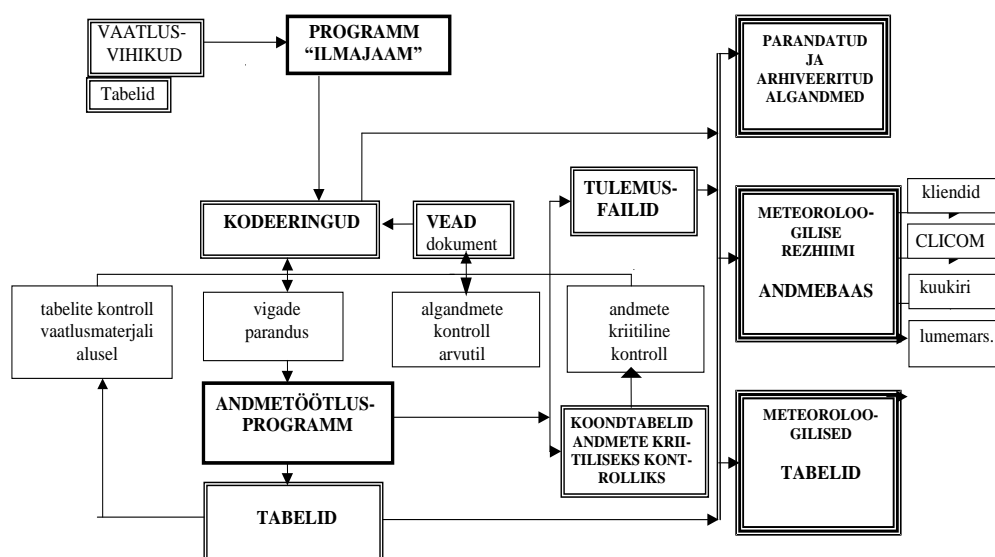 VAATLUS-
VIHIKUD
Tabelid
PROGRAMM
“ILMAJAAM”
PARANDATUD
JA
ARHIVEERITUD
ALGANDMED
KODEERINGUD
VEAD
dokument
TULEMUS-
FAILID
METEOROLOO-
GILISE
REZHIIMI
ANDMEBAAS
kliendid
CLICOM
kuukiri
lumemars.
tabelite kontroll
vaatlusmaterjali
alusel
vigade
parandus
algandmete
kontroll
arvutil
andmete
kriitiline
kontroll
ANDMETÖÖTLUS-
PROGRAMM
KOONDTABELID
ANDMETE KRII-
TILISEKS KONT-
ROLLIKS
METEOROLOO-
GILISED
TABELID
TABELID